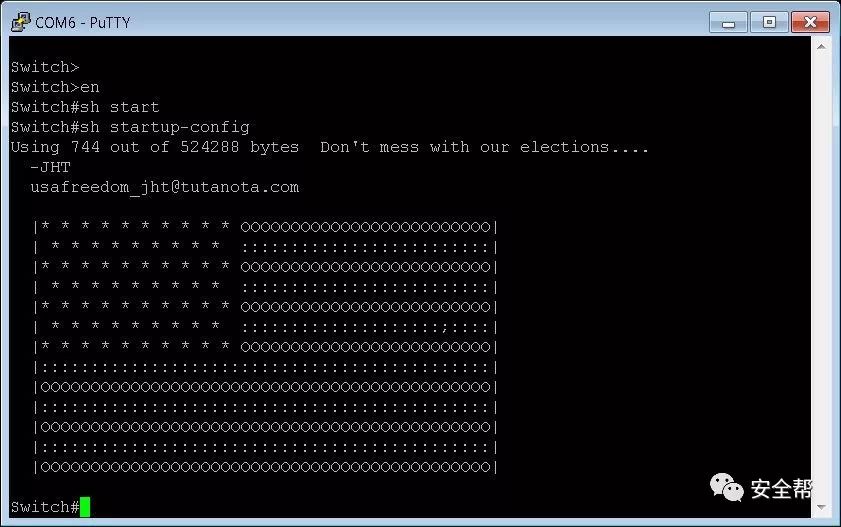 COM6 - PuTTY
Switch>
Switch>en
Switch#sh start
Switch#sh startup-config
Using 744 out of 524288 bytes  Don't mess with our elections....
  -JHT
  usafreedom_jht@tutanota.com
  |* * * * * * * * * * OOOOOOOOOOOOOOOOOOOOOOOOO|
  | * * * * * * * * *  :::::::::::::::::::::::::|
  |* * * * * * * * * * OOOOOOOOOOOOOOOOOOOOOOOOO|
  | * * * * * * * * *  :::::::::::::::::::::::::|
  |* * * * * * * * * * OOOOOOOOOOOOOOOOOOOOOOOOO|
  | * * * * * * * * *  ::::::::::::::::::::;::::|
  |* * * * * * * * * * OOOOOOOOOOOOOOOOOOOOOOOOO|
  |:::::::::::::::::::::::::::::::::::::::::::::|
  |OOOOOOOOOOOOOOOOOOOOOOOOOOOOOOOOOOOOOOOOOOOOO|
  |:::::::::::::::::::::::::::::::::::::::::::::|
  |OOOOOOOOOOOOOOOOOOOOOOOOOOOOOOOOOOOOOOOOOOOOO|
  |:::::::::::::::::::::::::::::::::::::::::::::|
  |OOOOOOOOOOOOOOOOOOOOOOOOOOOOOOOOOOOOOOOOOOOOO|
Switch#
安全帮